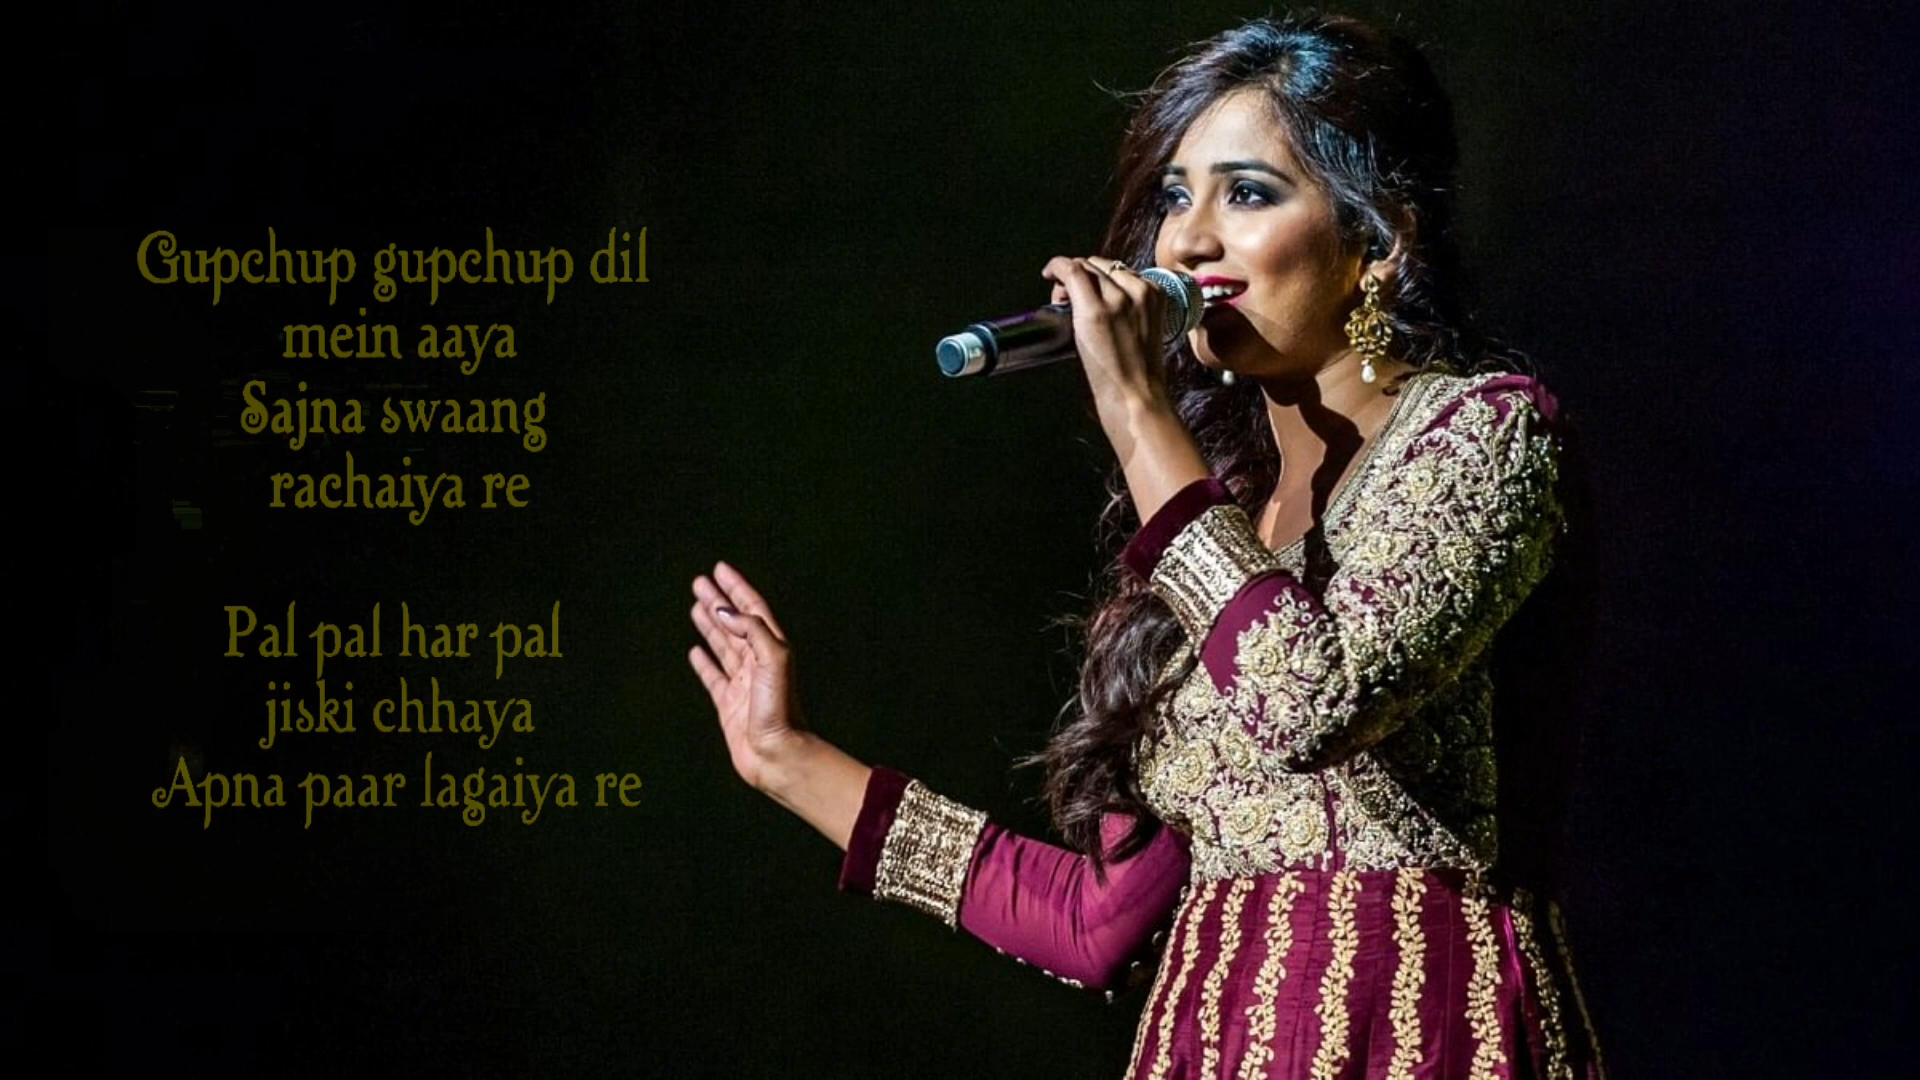 Gupchup gupchup dil
mein aaya
Sajna swaang
rachaiya re
Pal pal har pal
jiski chhaya
Apna paar lagaiya re